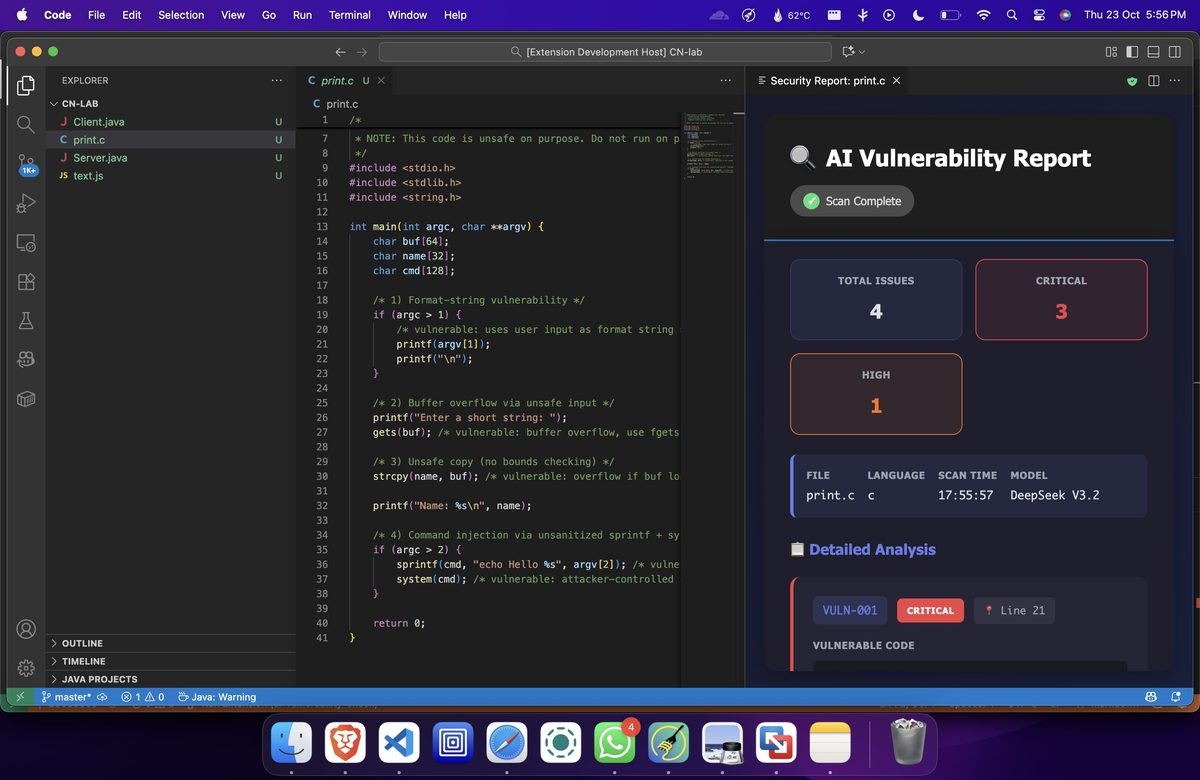 Code File Edit Selection View Go Run Terminal Window Help 62°C Thu 23 Oct 5:56 PM
[Extension Development Host] CN-lab
EXPLORER
CN-LAB
J Client.java U
C print.c U
J Server.java U
JS text.js U
1K+
OUTLINE
TIMELINE
JAVA PROJECTS
C print.c U
C print.c
1 /*
7 * NOTE: This code is unsafe on purpose. Do not run on p
8 */
9 #include <stdio.h>
10 #include <stdlib.h>
11 #include <string.h>
12
13 int main(int argc, char **argv) {
14 char buf[64];
15 char name[32];
16 char cmd[128];
17
18 /* 1) Format-string vulnerability */
19 if (argc > 1) {
20 /* vulnerable: uses user input as format string
21 printf(argv[1]);
22 printf("\n");
23 }
24
25 /* 2) Buffer overflow via unsafe input */
26 printf("Enter a short string: ");
27 gets(buf); /* vulnerable: buffer overflow, use fgets
28
29 /* 3) Unsafe copy (no bounds checking) */
30 strcpy(name, buf); /* vulnerable: overflow if buf lo
31
32 printf("Name: %s\n", name);
33
34 /* 4) Command injection via unsanitized sprintf + sy
35 if (argc > 2) {
36 sprintf(cmd, "echo Hello %s", argv[2]); /* vulne
37 system(cmd); /* vulnerable: attacker-controlled
38 }
39
40 return 0;
41 }
Security Report: print.c
AI Vulnerability Report
Scan Complete
TOTAL ISSUES
4
CRITICAL
3
HIGH
1
FILE LANGUAGE SCAN TIME MODEL
print.c c 17:55:57 DeepSeek V3.2
Detailed Analysis
VULN-001 CRITICAL Line 21
VULNERABLE CODE
master* 1 0 Java: Warning
4